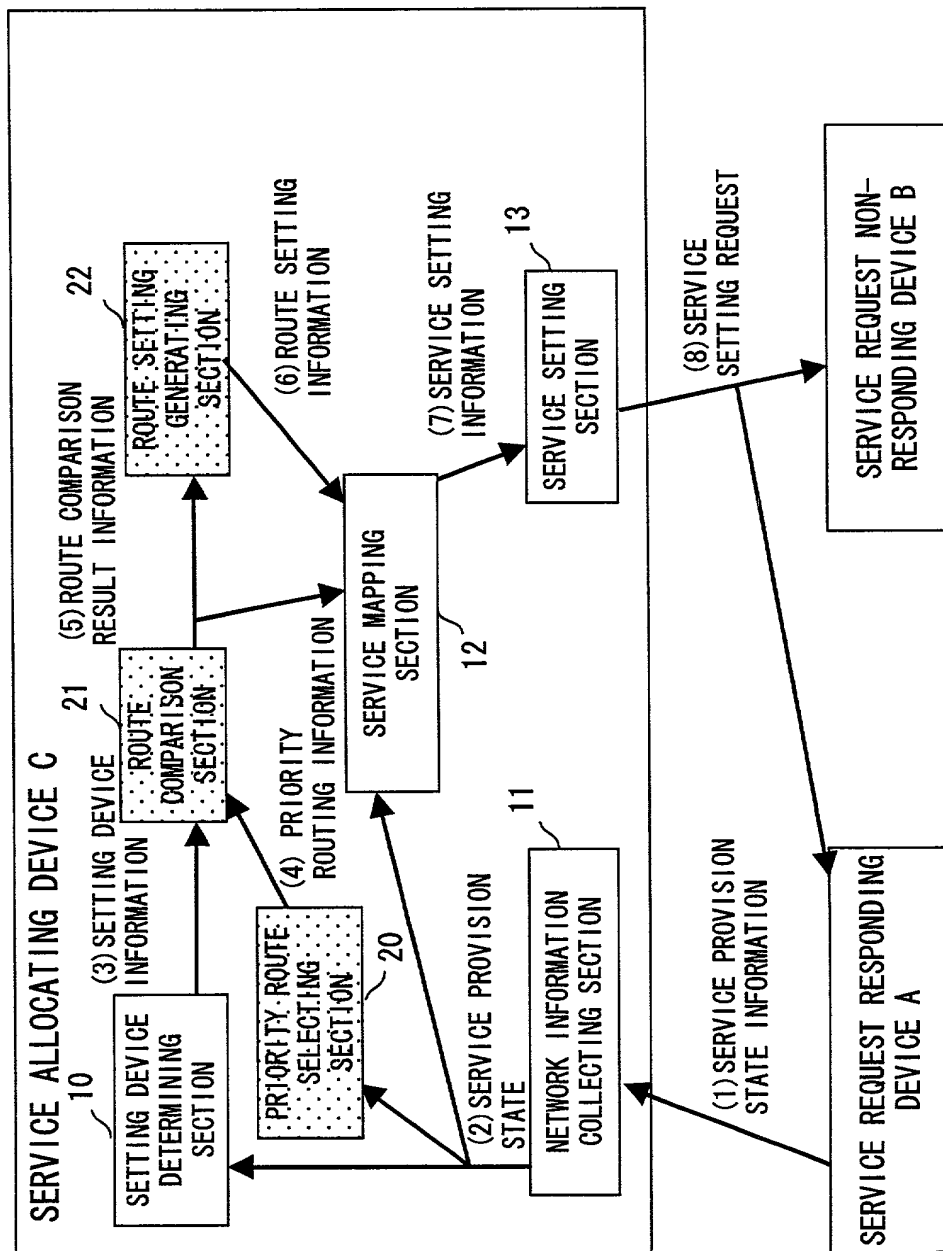 SERVICE ALLOCATING DEVICE C
10
SETTING DEVICE
DETERMINING
SECTION
(3)SETTING DEVICE
INFORMATION
21
ROUTE
COMPARISON
SECTION
(5)ROUTE COMPARISON
RESULT INFORMATION
22
ROUTE SETTING
GENERATING
SECTION
PRIORITY ROUTE
SELECTING
SECTION
20
(4) PRIORITY
ROUTING INFORMATION
(6)ROUTE SETTING
INFORMATION
SERVICE MAPPING
SECTION
12
(2)SERVICE PROVISION
STATE
(7)SERVICE SETTING
INFORMATION
11
NETWORK INFORMATION
COLLECTING SECTION
13
SERVICE SETTING
SECTION
(1)SERVICE PROVISION
STATE INFORMATION
(8)SERVICE
SETTING REQUEST
SERVICE REQUEST RESPONDING
DEVICE A
SERVICE REQUEST NON-
RESPONDING DEVICE B